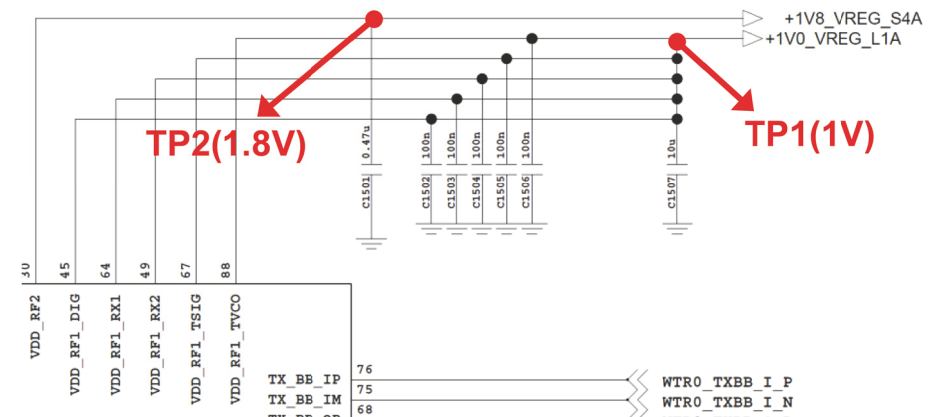 +1V8_VREG_S4A
+1V0_VREG_L1A
TP2(1.8V)
TP1(1V)
0.47u
100n
100n
100n
100n
100n
10u
C1501
C1502
C1503
C1504
C1505
C1506
C1507
30
45
64
49
67
88
VDD_RF2
VDD_RF1_DIG
VDD_RF1_RX1
VDD_RF1_RX2
VDD_RF1_TSIG
VDD_RF1_TVCO
TX_BB_IP
76
WTR0_TXBB_I_P
TX_BB_IM
75
WTR0_TXBB_I_N
68